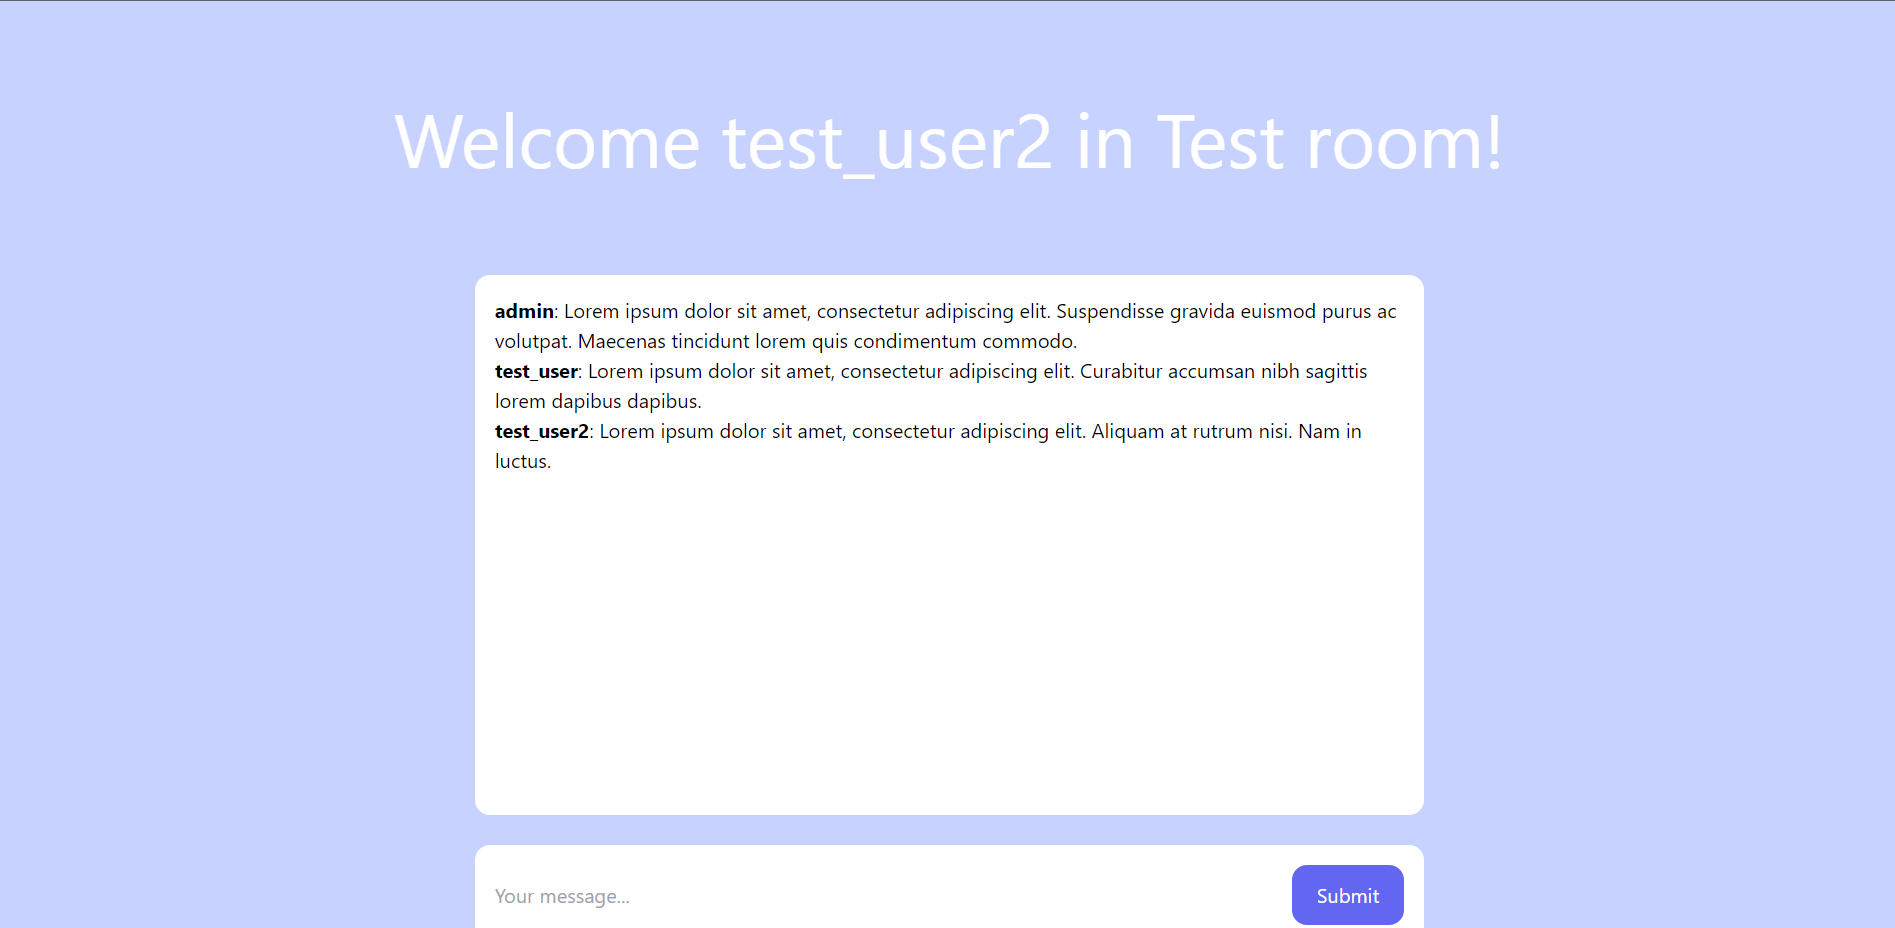 Welcome test_user2 in Test room!
admin: Lorem ipsum dolor sit amet, consectetur adipiscing elit. Suspendisse gravida euismod purus ac
volutpat. Maecenas tincidunt lorem quis condimentum commodo.
test_user: Lorem ipsum dolor sit amet, consectetur adipiscing elit. Curabitur accumsan nibh sagittis
lorem dapibus dapibus.
test_user2: Lorem ipsum dolor sit amet, consectetur adipiscing elit. Aliquam at rutrum nisi. Nam in
luctus.
Your message...
Submit